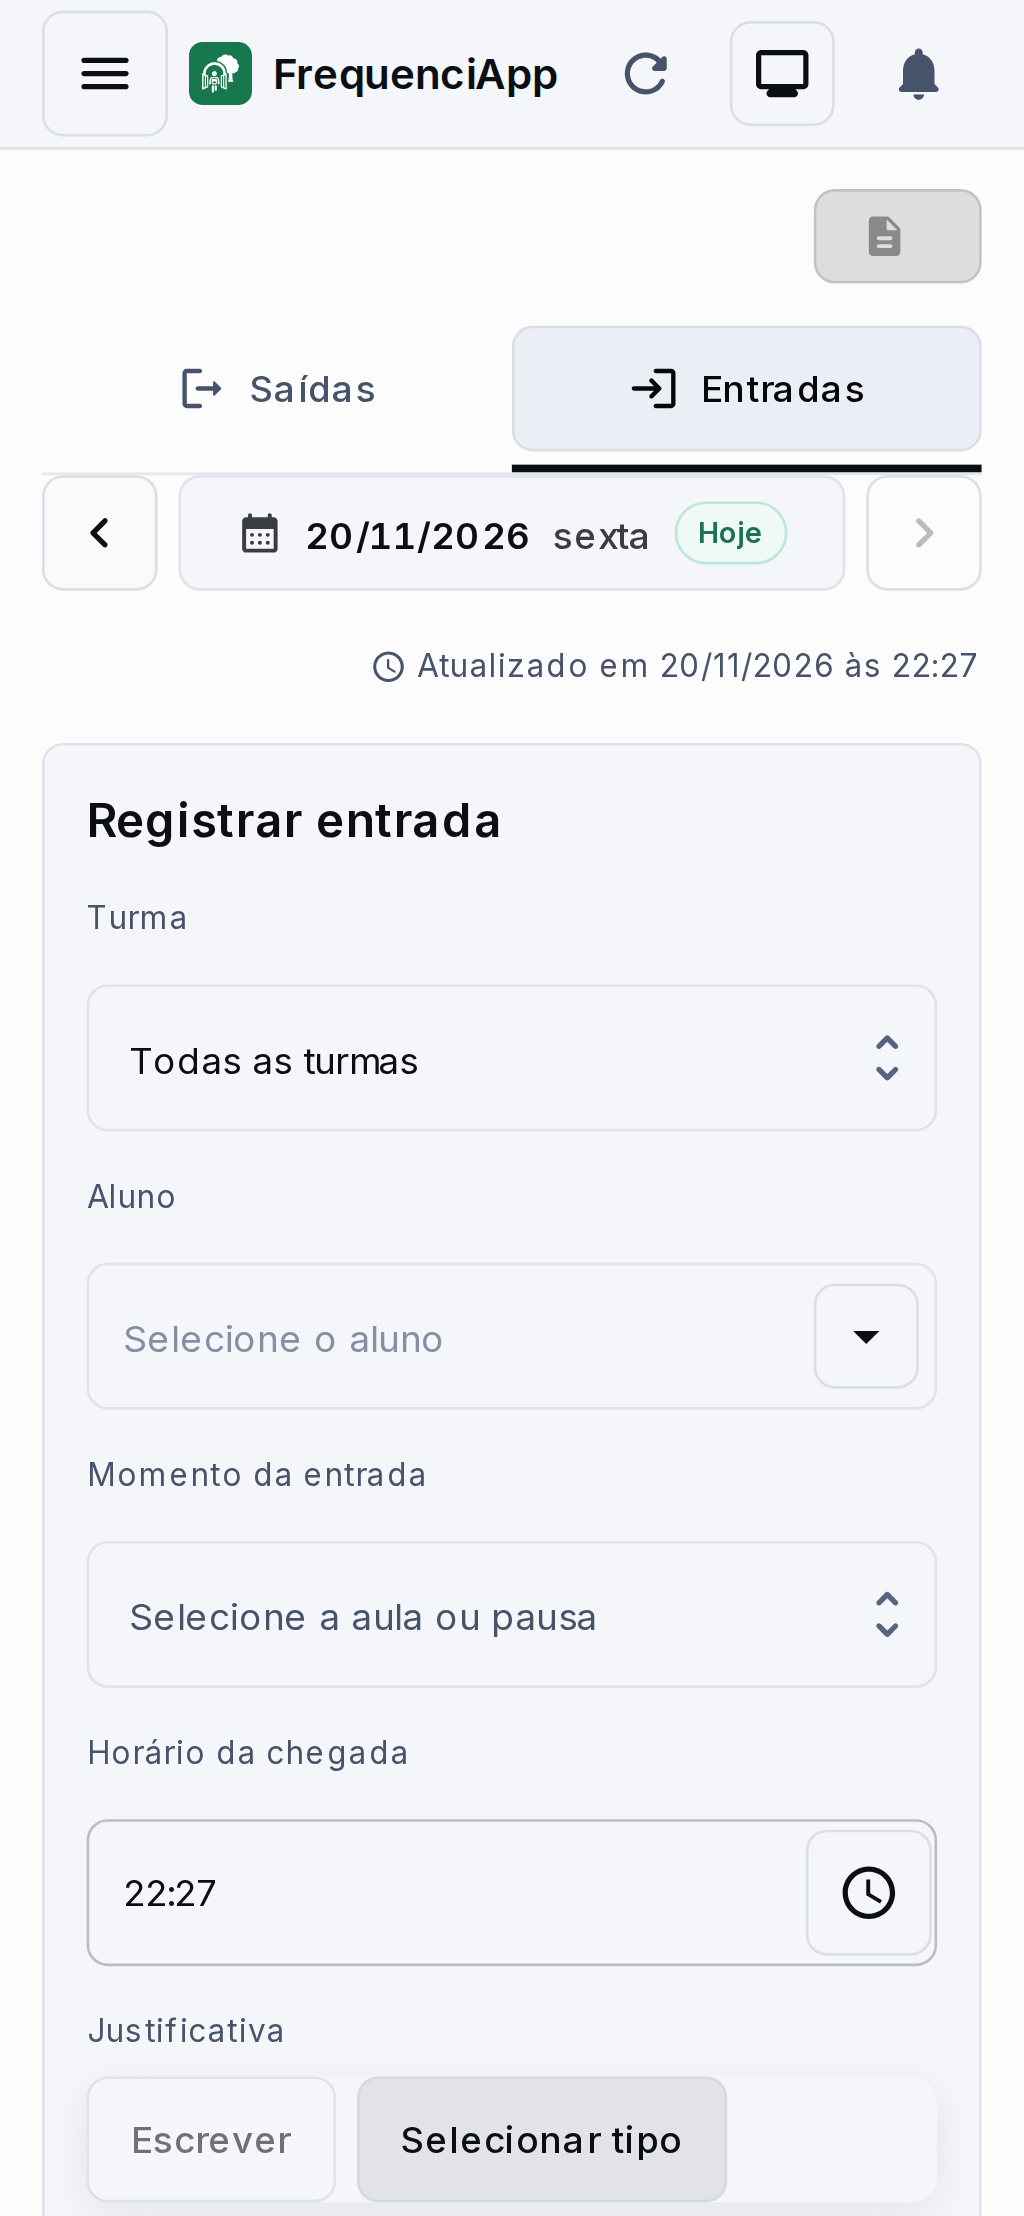 FrequenciApp
Saídas
Entradas
20/11/2026 sexta Hoje
Atualizado em 20/11/2026 às 22:27
Registrar entrada
Turma
Todas as turmas
Aluno
Selecione o aluno
Momento da entrada
Selecione a aula ou pausa
Horário da chegada
22:27
Justificativa
Escrever
Selecionar tipo